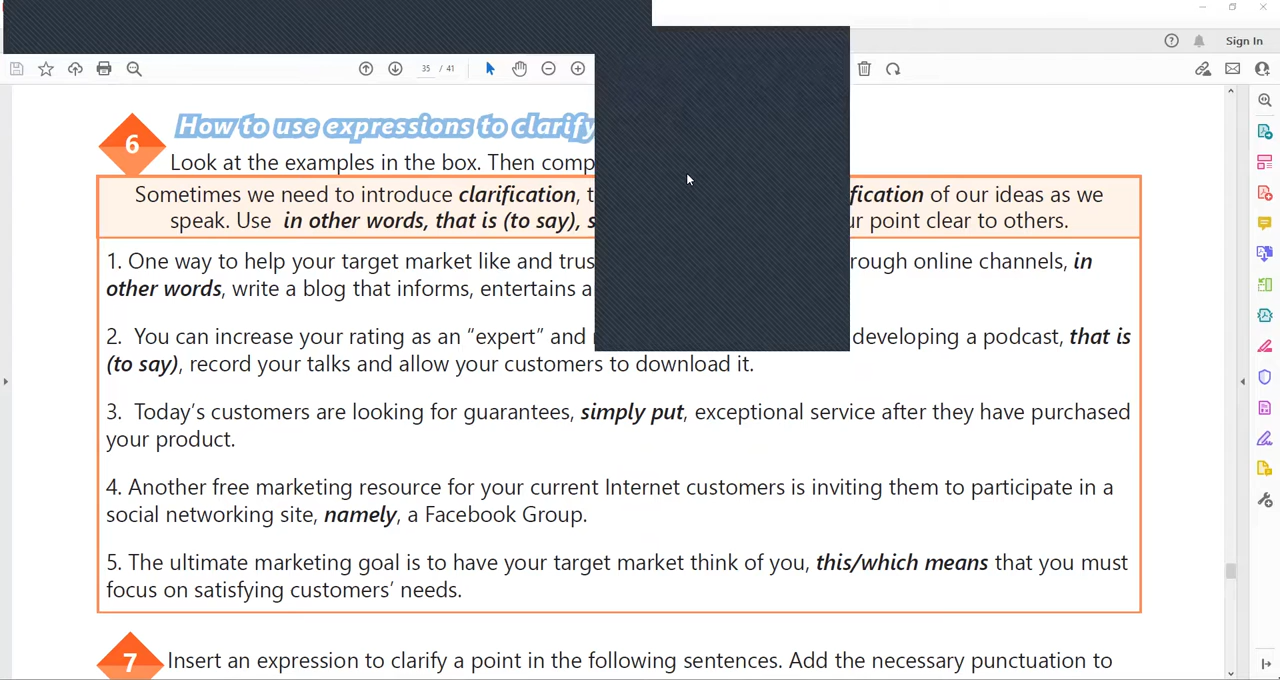 Sign In
35 / 41
6
How to use expressions to clarify
Look at the examples in the box. Then comp
Sometimes we need to introduce clarification, t fication of our ideas as we
speak. Use in other words, that is (to say), s ur point clear to others.
1. One way to help your target market like and trus rough online channels, in
other words, write a blog that informs, entertains a
2. You can increase your rating as an “expert” and developing a podcast, that is
(to say), record your talks and allow your customers to download it.
3. Today’s customers are looking for guarantees, simply put, exceptional service after they have purchased
your product.
4. Another free marketing resource for your current Internet customers is inviting them to participate in a
social networking site, namely, a Facebook Group.
5. The ultimate marketing goal is to have your target market think of you, this/which means that you must
focus on satisfying customers’ needs.
7
Insert an expression to clarify a point in the following sentences. Add the necessary punctuation to